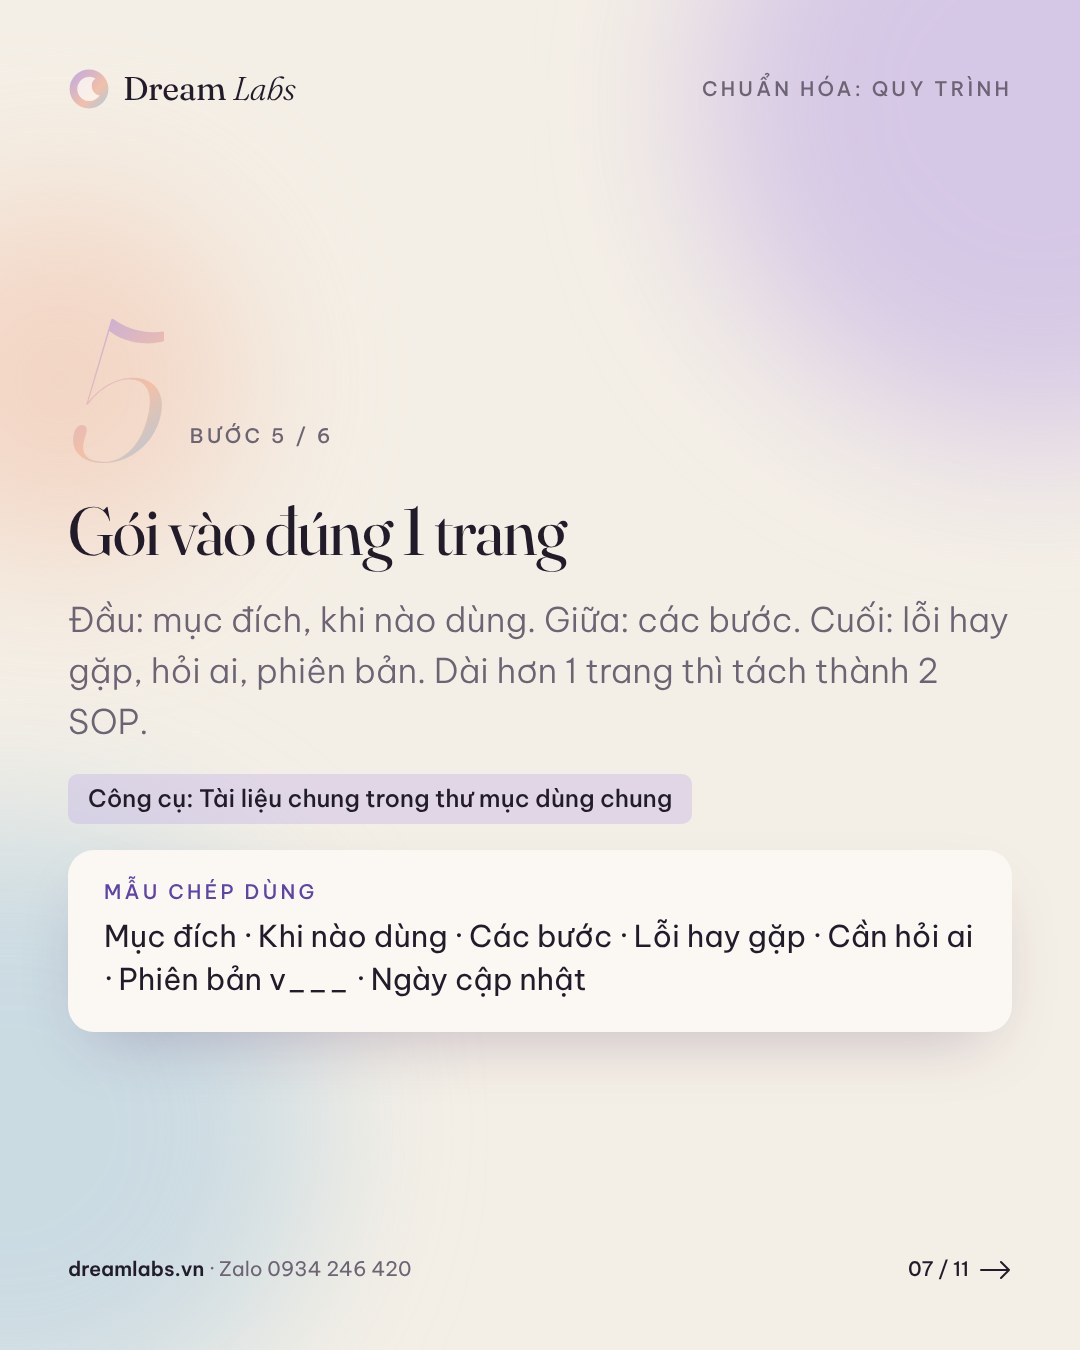 Dream Labs
CHUẨN HÓA: QUY TRÌNH
5
BƯỚC 5 / 6
Gói vào đúng 1 trang
Đầu: mục đích, khi nào dùng. Giữa: các bước. Cuối: lỗi hay
gặp, hỏi ai, phiên bản. Dài hơn 1 trang thì tách thành 2
SOP.
Công cụ: Tài liệu chung trong thư mục dùng chung
MẪU CHÉP DÙNG
Mục đích · Khi nào dùng · Các bước · Lỗi hay gặp · Cần hỏi ai
· Phiên bản v___ · Ngày cập nhật
dreamlabs.vn · Zalo 0934 246 420
07 / 11 →